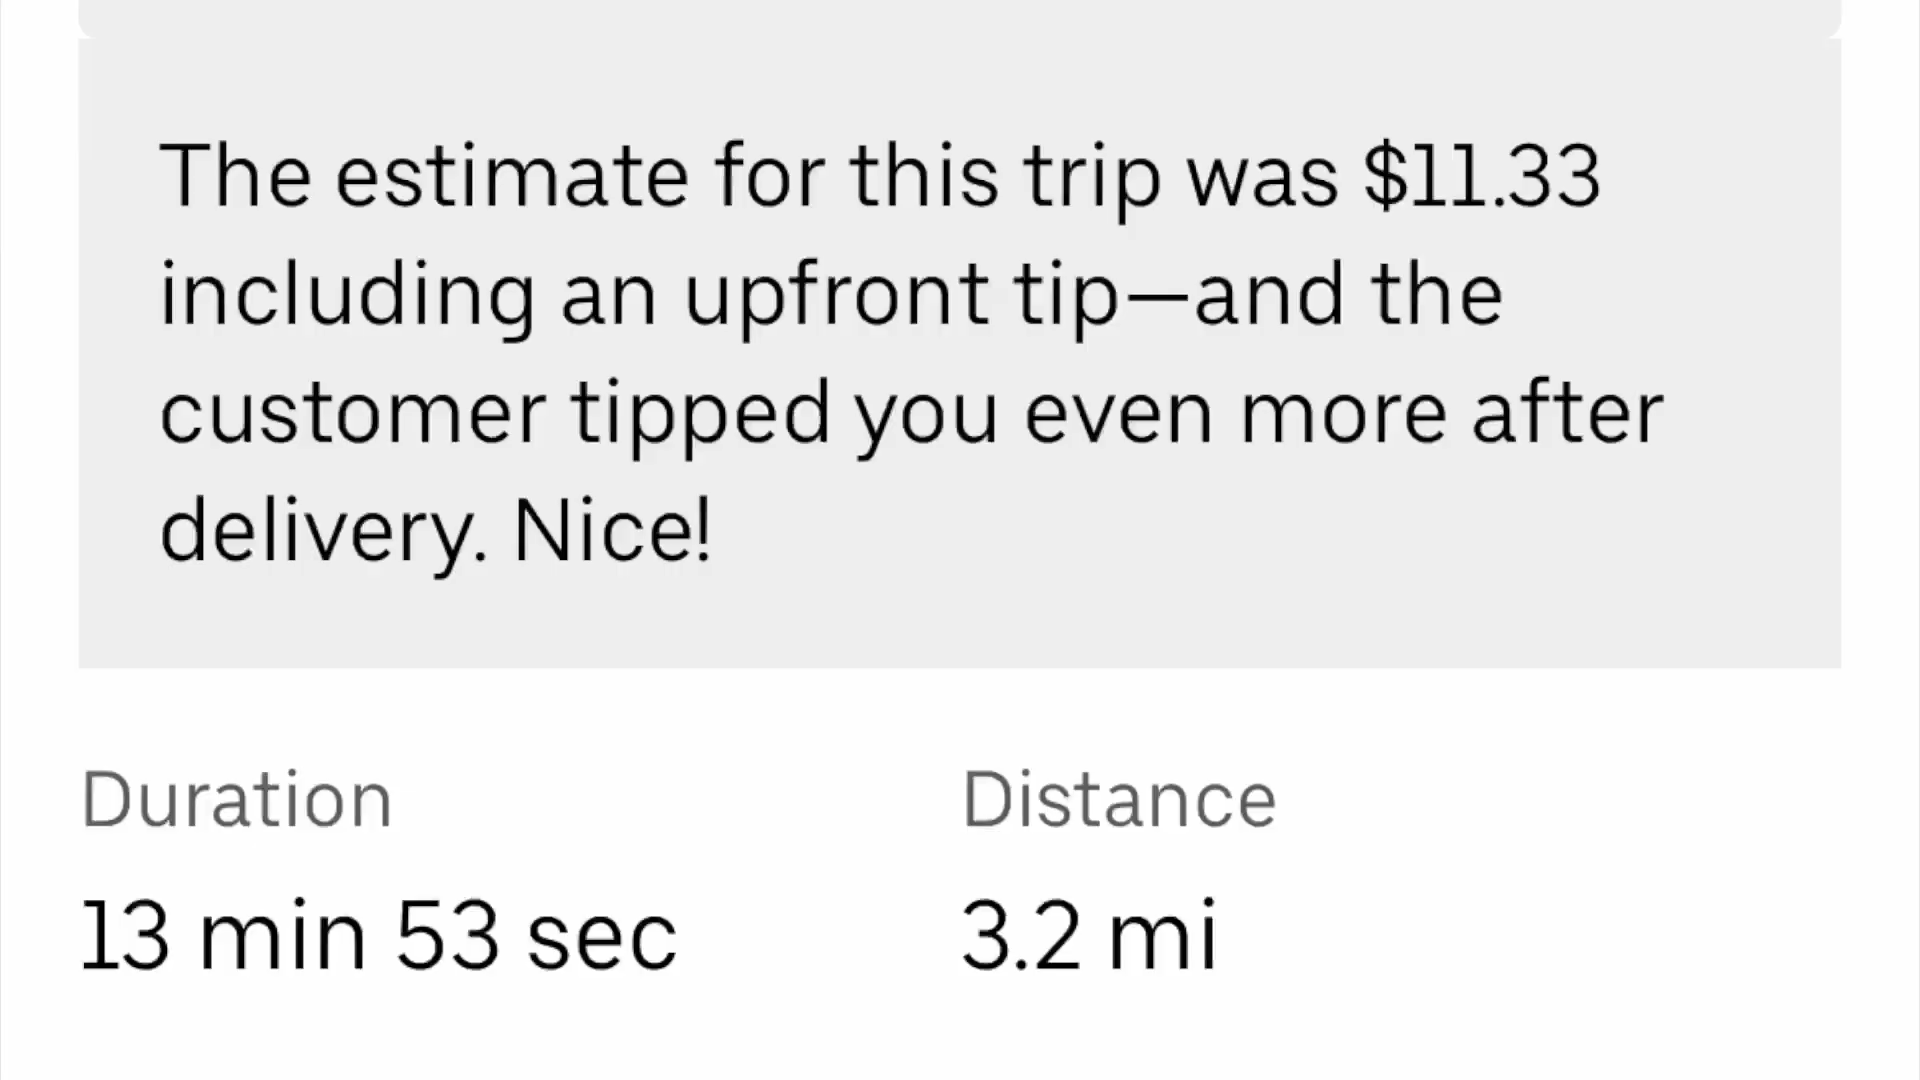 The estimate for this trip was $11.33
including an upfront tip—and the
customer tipped you even more after
delivery. Nice!
Duration
Distance
13 min 53 sec
3.2 mi